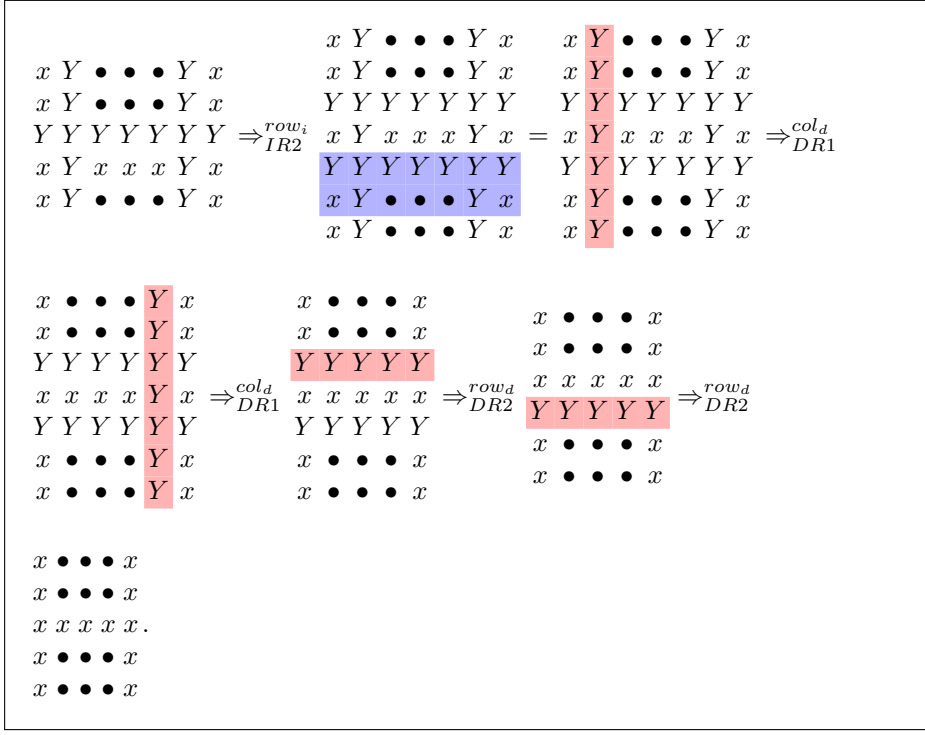 x Y • • • Y x
x Y • • • Y x
Y Y Y Y Y Y Y
x Y x x x Y x
x Y • • • Y x
⇒^{row_i}_{IR2}
x Y • • • Y x
x Y • • • Y x
Y Y Y Y Y Y Y
x Y x x x Y x
Y Y Y Y Y Y Y
x Y • • • Y x
x Y • • • Y x
=
x Y • • • Y x
x Y • • • Y x
Y Y Y Y Y Y Y
x Y x x x Y x
Y Y Y Y Y Y Y
x Y • • • Y x
x Y • • • Y x
⇒^{col_d}_{DR1}
x • • • Y x
x • • • Y x
Y Y Y Y Y Y
x x x x Y x
Y Y Y Y Y Y
x • • • Y x
x • • • Y x
⇒^{col_d}_{DR1}
x • • • x
x • • • x
Y Y Y Y Y
x x x x x
Y Y Y Y Y
x • • • x
x • • • x
⇒^{row_d}_{DR2}
x • • • x
x • • • x
x x x x x
Y Y Y Y Y
x • • • x
x • • • x
⇒^{row_d}_{DR2}
x • • • x
x • • • x
x x x x x.
x • • • x
x • • • x